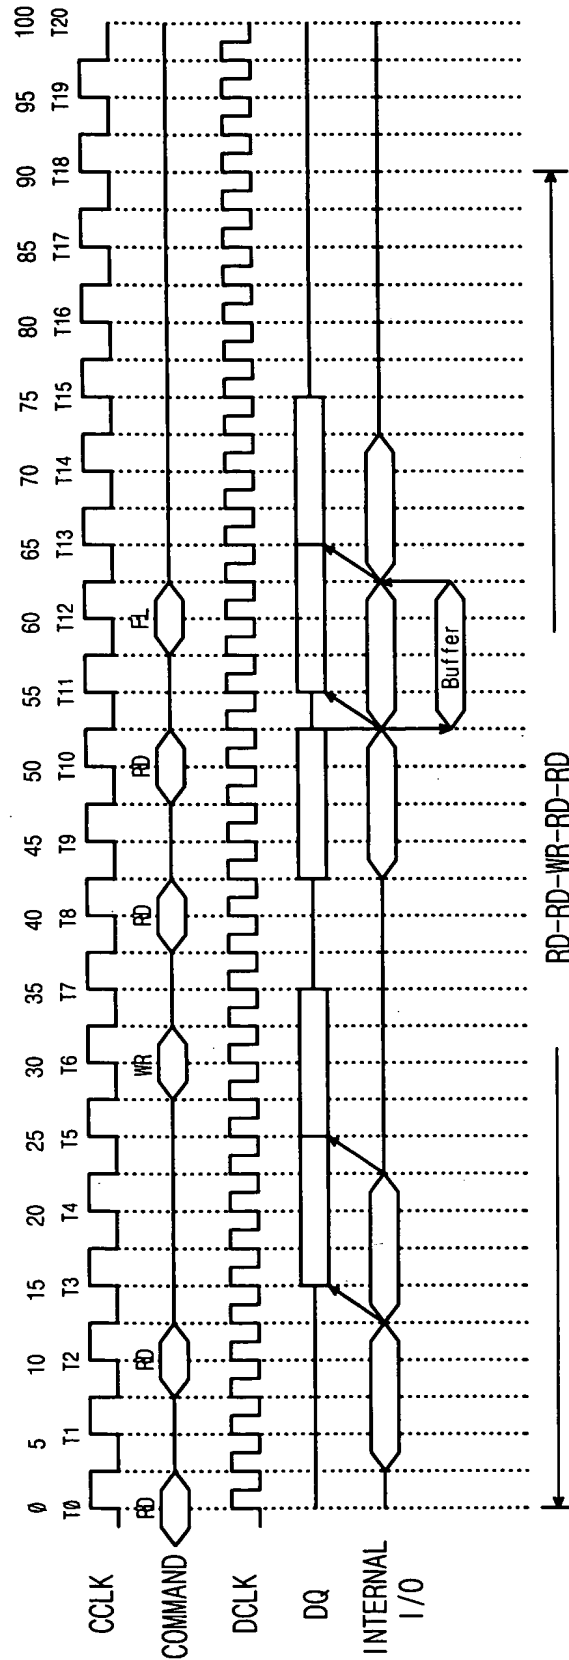 0 5 10 15 20 25 30 35 40 45 50 55 60 65 70 75 80 85 90 95 100
T0 T1 T2 T3 T4 T5 T6 T7 T8 T9 T10 T11 T12 T13 T14 T15 T16 T17 T18 T19 T20
CCLK
COMMAND RD RD WR RD RD FL
DCLK
DQ
INTERNAL
I/O
Buffer
RD-RD-WR-RD-RD